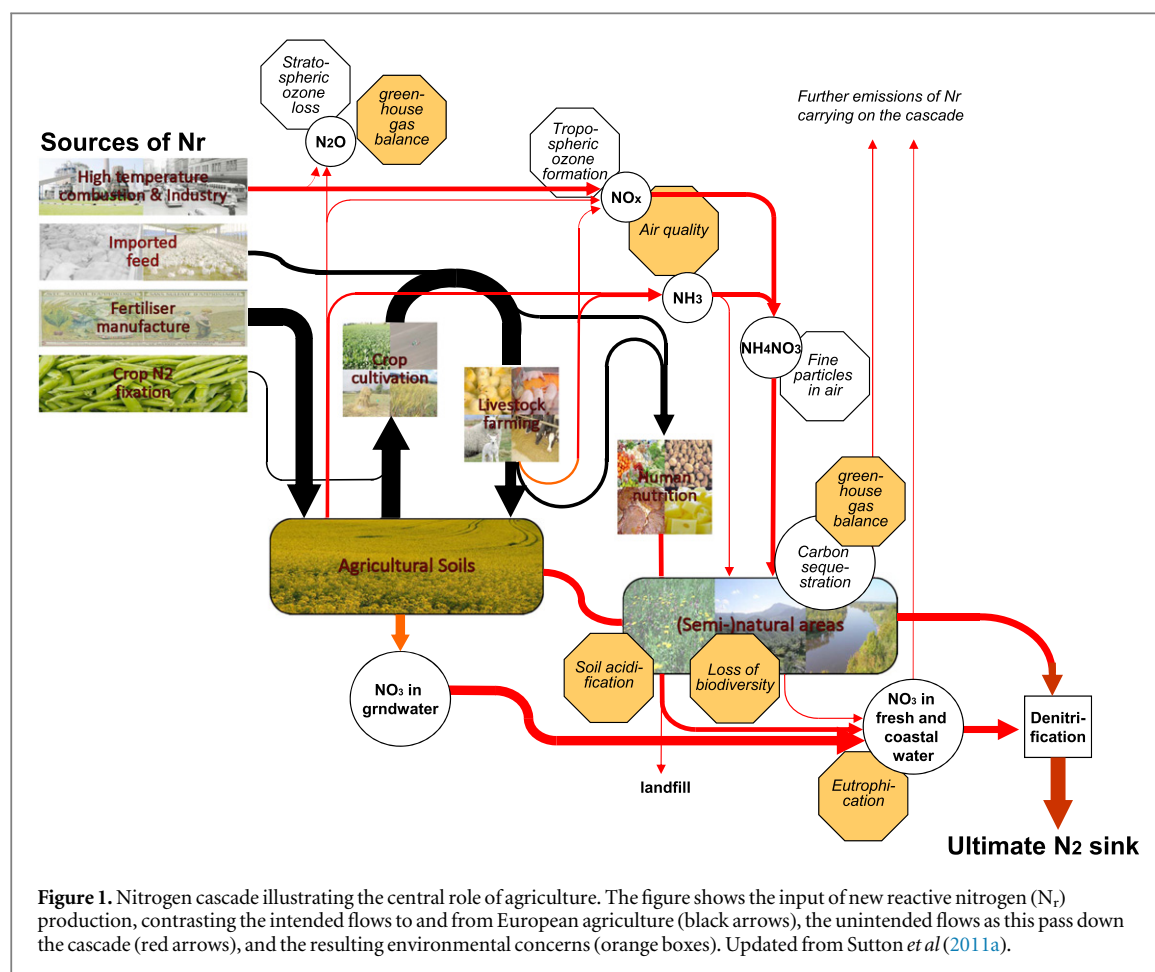 Strato-
spheric
ozone
loss
green-
house
gas
balance
N2O
Sources of Nr
High temperature
combustion & Industry
Imported
feed
Fertiliser
manufacture
Crop N2
fixation
Tropo-
spheric
ozone
formation
NOx
Air quality
NH3
Further emissions of Nr
carrying on the cascade
NH4NO3
Fine
particles
in air
Crop
cultivation
Livestock
farming
Human
nutrition
green-
house
gas
balance
Carbon
seque-
stration
Agricultural Soils
(Semi-)natural areas
Soil acidi-
fication
Loss of
biodiversity
NO3 in
grndwater
NO3 in
fresh and
coastal
water
Denitri-
fication
landfill
Eutrophi-
cation
Ultimate N2 sink
Figure 1. Nitrogen cascade illustrating the central role of agriculture. The figure shows the input of new reactive nitrogen (Nr)
production, contrasting the intended flows to and from European agriculture (black arrows), the unintended flows as this pass down
the cascade (red arrows), and the resulting environmental concerns (orange boxes). Updated from Sutton et al (2011a).